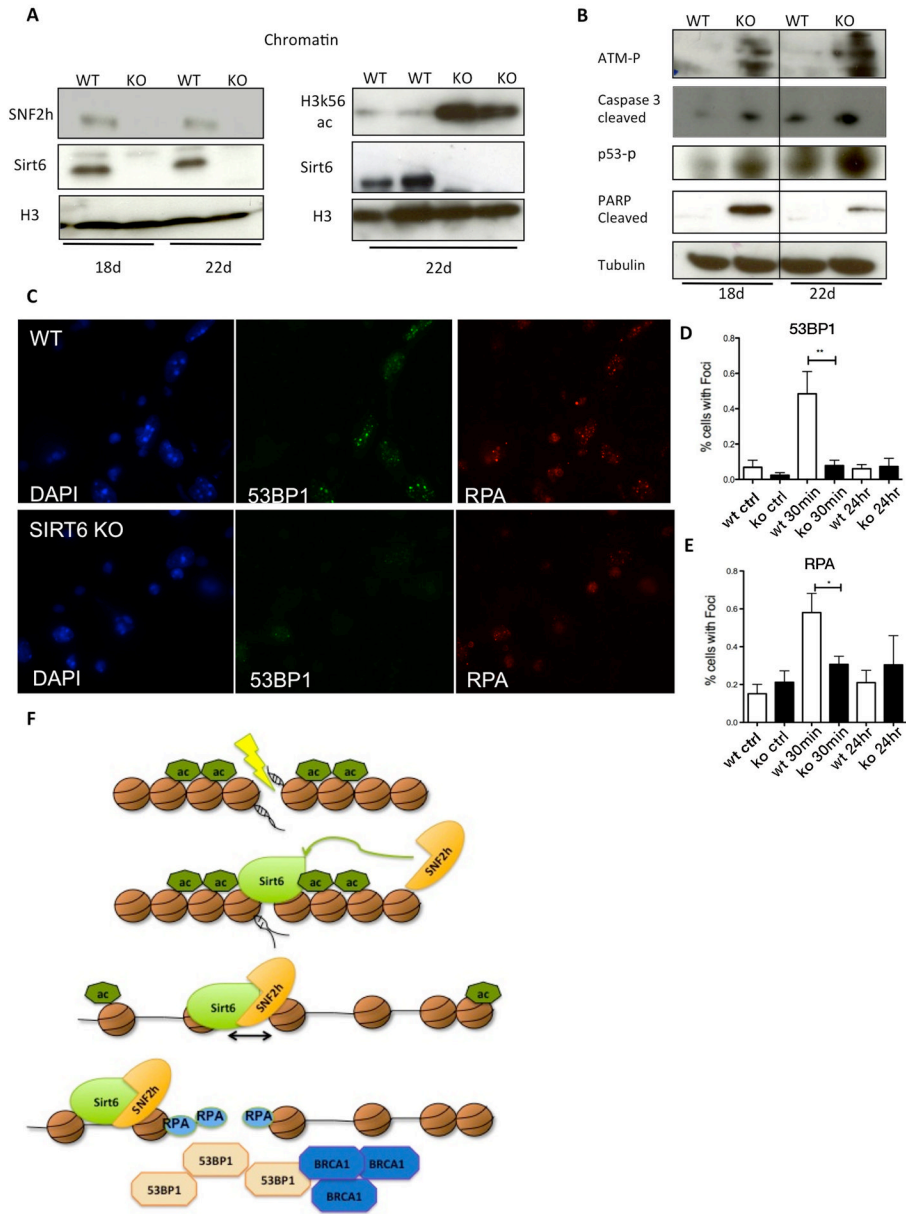 A
Chromatin
WT KO WT KO
SNF2h
Sirt6
H3
18d 22d
WT WT KO KO
H3k56
ac
Sirt6
H3
22d
B
WT KO WT KO
ATM-P
Caspase 3
cleaved
p53-p
PARP
Cleaved
Tubulin
18d 22d
C
WT
DAPI 53BP1 RPA
SIRT6 KO
DAPI 53BP1 RPA
D
53BP1
% cells with Foci
0.8
0.6
0.4
0.2
0.0
**
wt ctrl ko ctrl wt 30min ko 30min wt 24hr ko 24hr
E
RPA
% cells with Foci
0.8
0.6
0.4
0.2
0.0
*
wt ctrl ko ctrl wt 30min ko 30min wt 24hr ko 24hr
F
ac ac ac ac
ac ac Sirt6 ac ac SNF2h
ac Sirt6 SNF2h ac
Sirt6 SNF2h RPA RPA RPA
53BP1 53BP1 53BP1 BRCA1 BRCA1
BRCA1